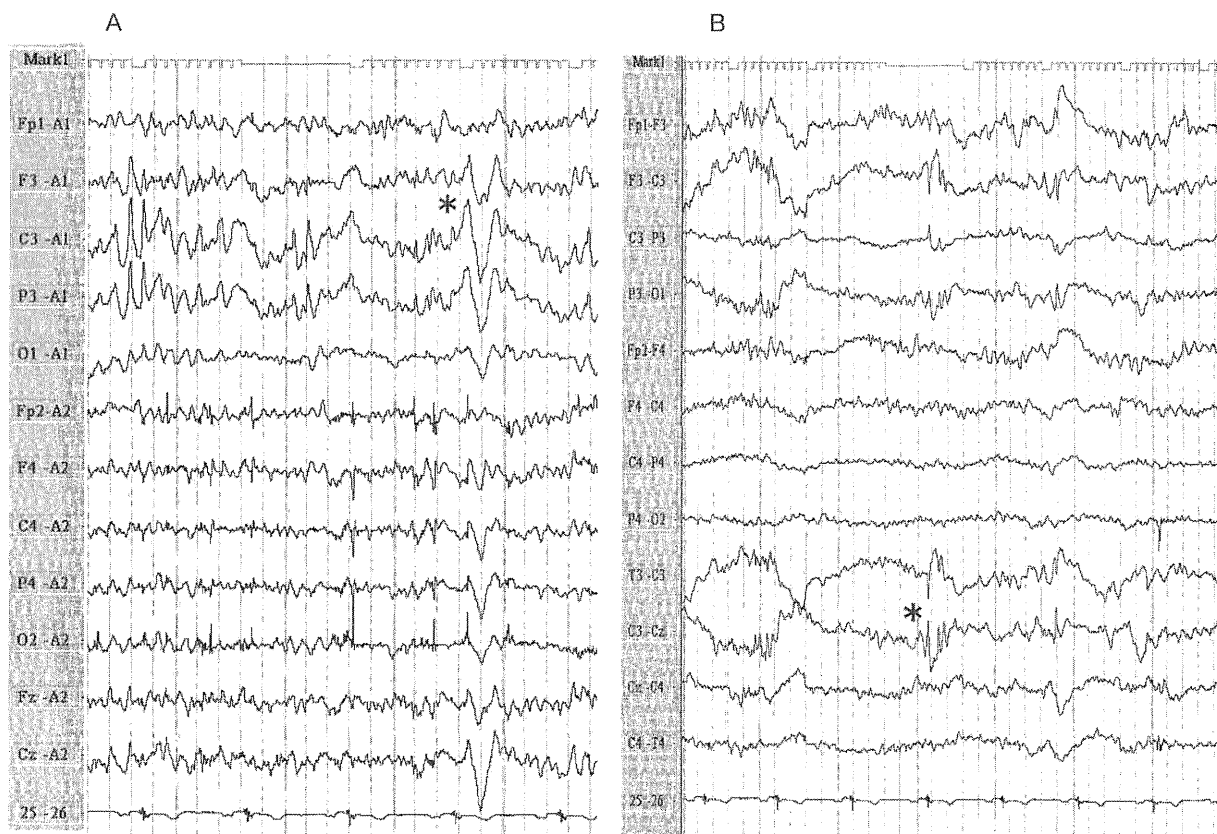 A
Mark1
Fp1-A1
F3 -A1
C3 -A1
P3 -A1
O1 -A1
Fp2-A2
F4 -A2
C4 -A2
P4 -A2
O2 -A2
Fz -A2
Cz -A2
25 -26
*
B
Mark1
Fp1-F3
F3 -C3
C3 -P3
P3 -O1
Fp2-F4
F4 -C4
C4 -P4
P4 -O2
T3 -C3
C3 -Cz
Cz -C4
C4 -T4
25 -26
*